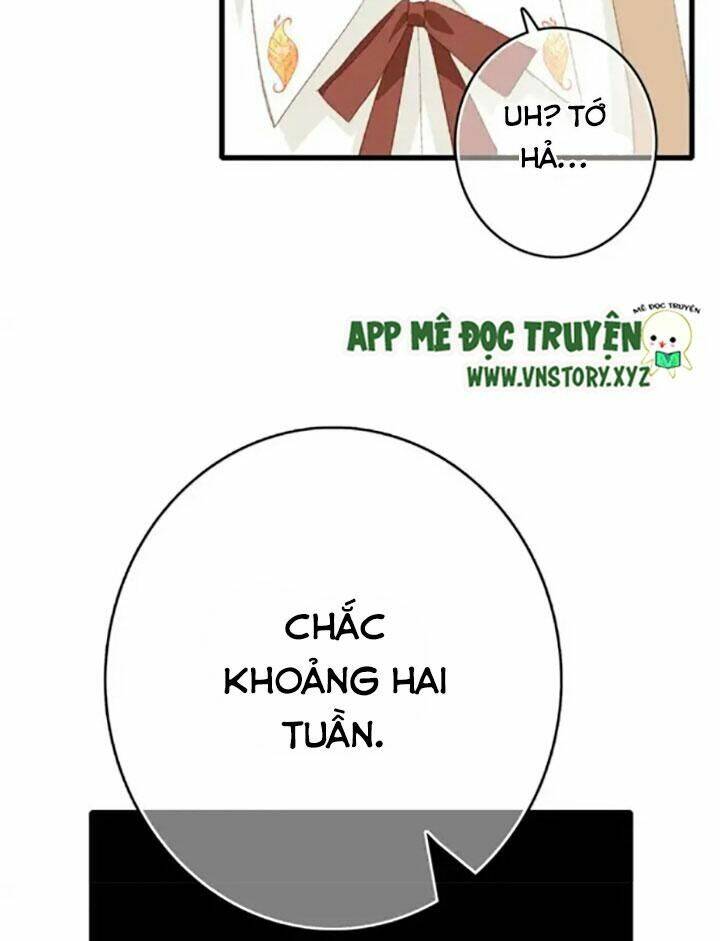 UH? TỚ
HẢ...
MÊ ĐỌC TRUYỆN
APP MÊ ĐỌC TRUYỆN
WWW.VNSTORY.XYZ
CHẮC
KHOẢNG HAI
TUẦN.